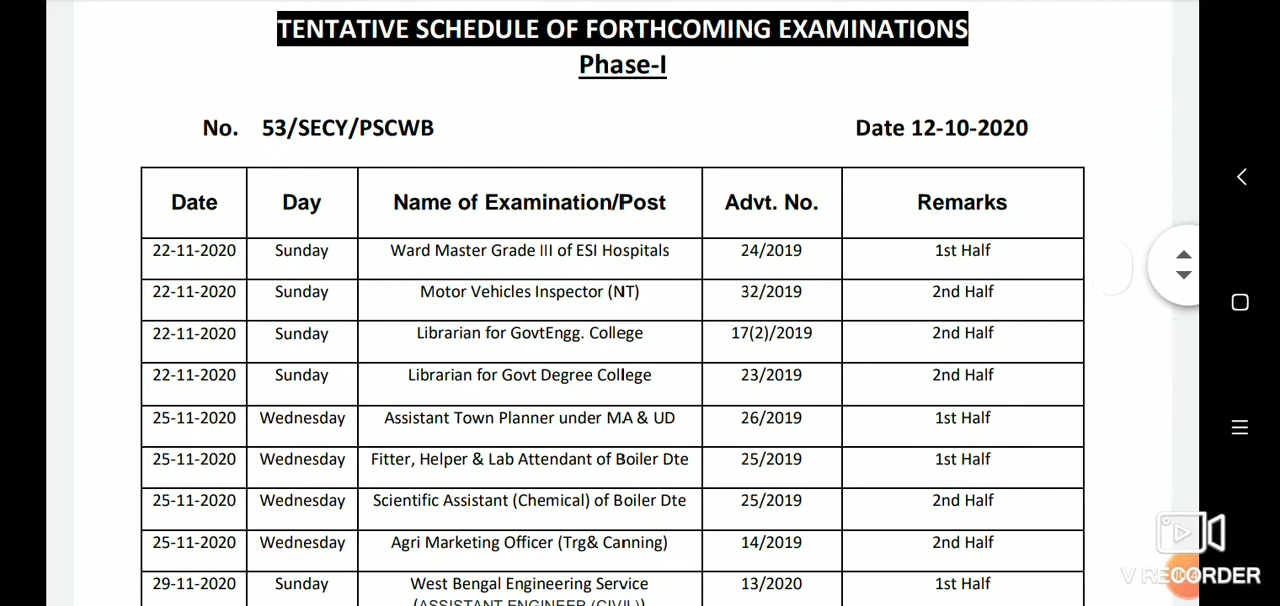 TENTATIVE SCHEDULE OF FORTHCOMING EXAMINATIONS
Phase-I
No. 53/SECY/PSCWB Date 12-10-2020
Date Day Name of Examination/Post Advt. No. Remarks
22-11-2020 Sunday Ward Master Grade III of ESI Hospitals 24/2019 1st Half
22-11-2020 Sunday Motor Vehicles Inspector (NT) 32/2019 2nd Half
22-11-2020 Sunday Librarian for GovtEngg. College 17(2)/2019 2nd Half
22-11-2020 Sunday Librarian for Govt Degree College 23/2019 2nd Half
25-11-2020 Wednesday Assistant Town Planner under MA & UD 26/2019 1st Half
25-11-2020 Wednesday Fitter, Helper & Lab Attendant of Boiler Dte 25/2019 1st Half
25-11-2020 Wednesday Scientific Assistant (Chemical) of Boiler Dte 25/2019 2nd Half
25-11-2020 Wednesday Agri Marketing Officer (Trg& Canning) 14/2019 2nd Half
29-11-2020 Sunday West Bengal Engineering Service 13/2020 1st Half
(ASSISTANT ENGINEER (CIVIL))
V RECORDER